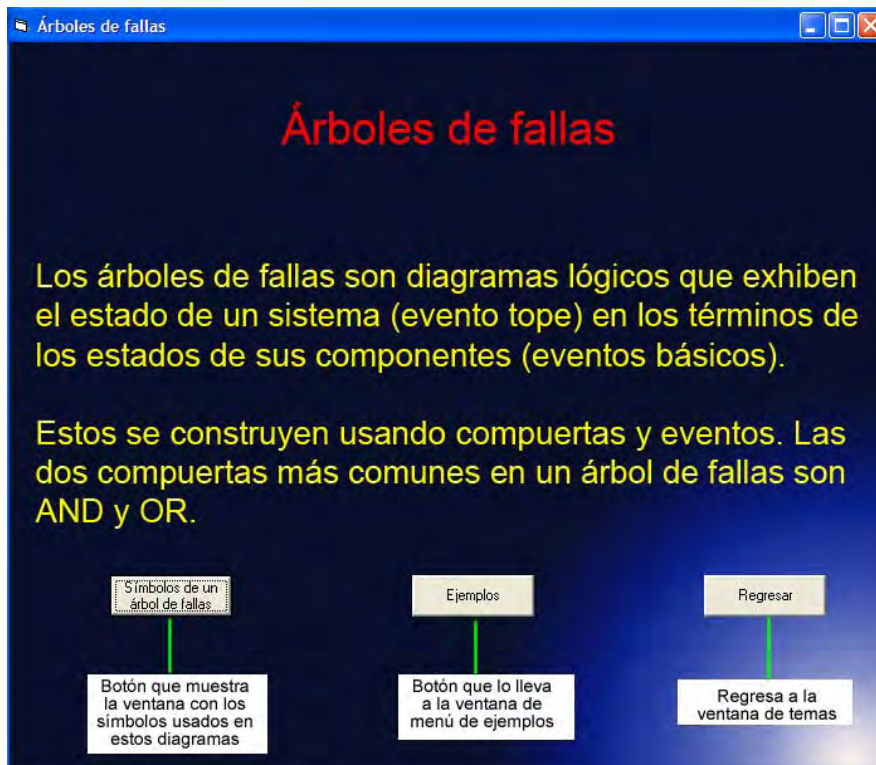 Árboles de fallas
Árboles de fallas
Los árboles de fallas son diagramas lógicos que exhiben
el estado de un sistema (evento tope) en los términos de
los estados de sus componentes (eventos básicos).
Estos se construyen usando compuertas y eventos. Las
dos compuertas más comunes en un árbol de fallas son
AND y OR.
Símbolos de un
árbol de fallas
Ejemplos
Regresar
Botón que muestra
la ventana con los
símbolos usados en
estos diagramas
Botón que lo lleva
a la ventana de
menú de ejemplos
Regresa a la
ventana de temas